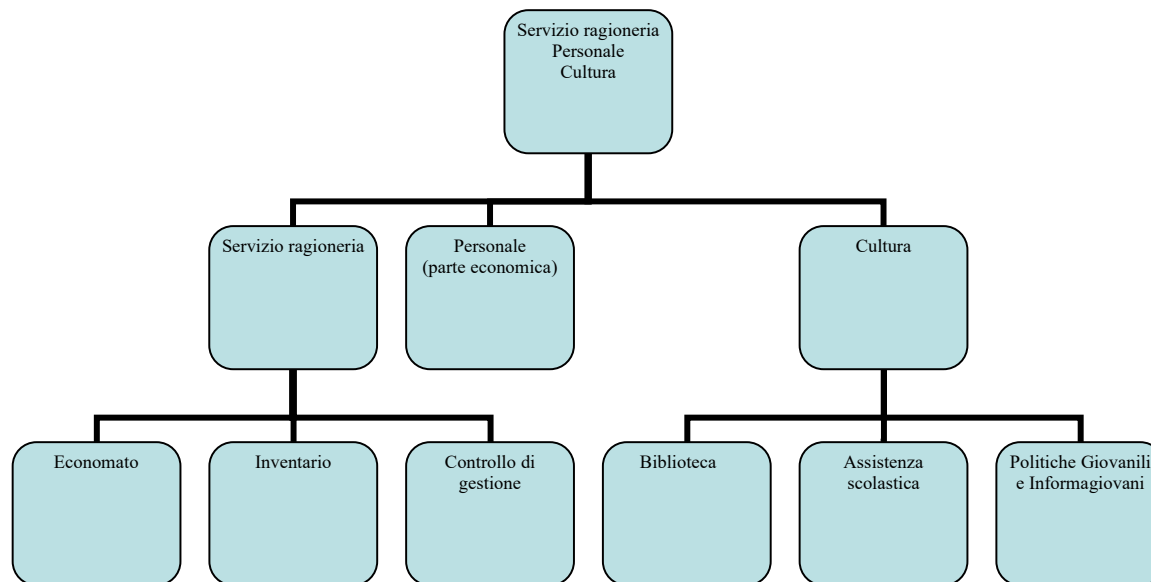 Servizio ragioneria
Personale
Cultura
Servizio ragioneria
Personale
(parte economica)
Cultura
Economato
Inventario
Controllo di
gestione
Biblioteca
Assistenza
scolastica
Politiche Giovanili
e Informagiovani